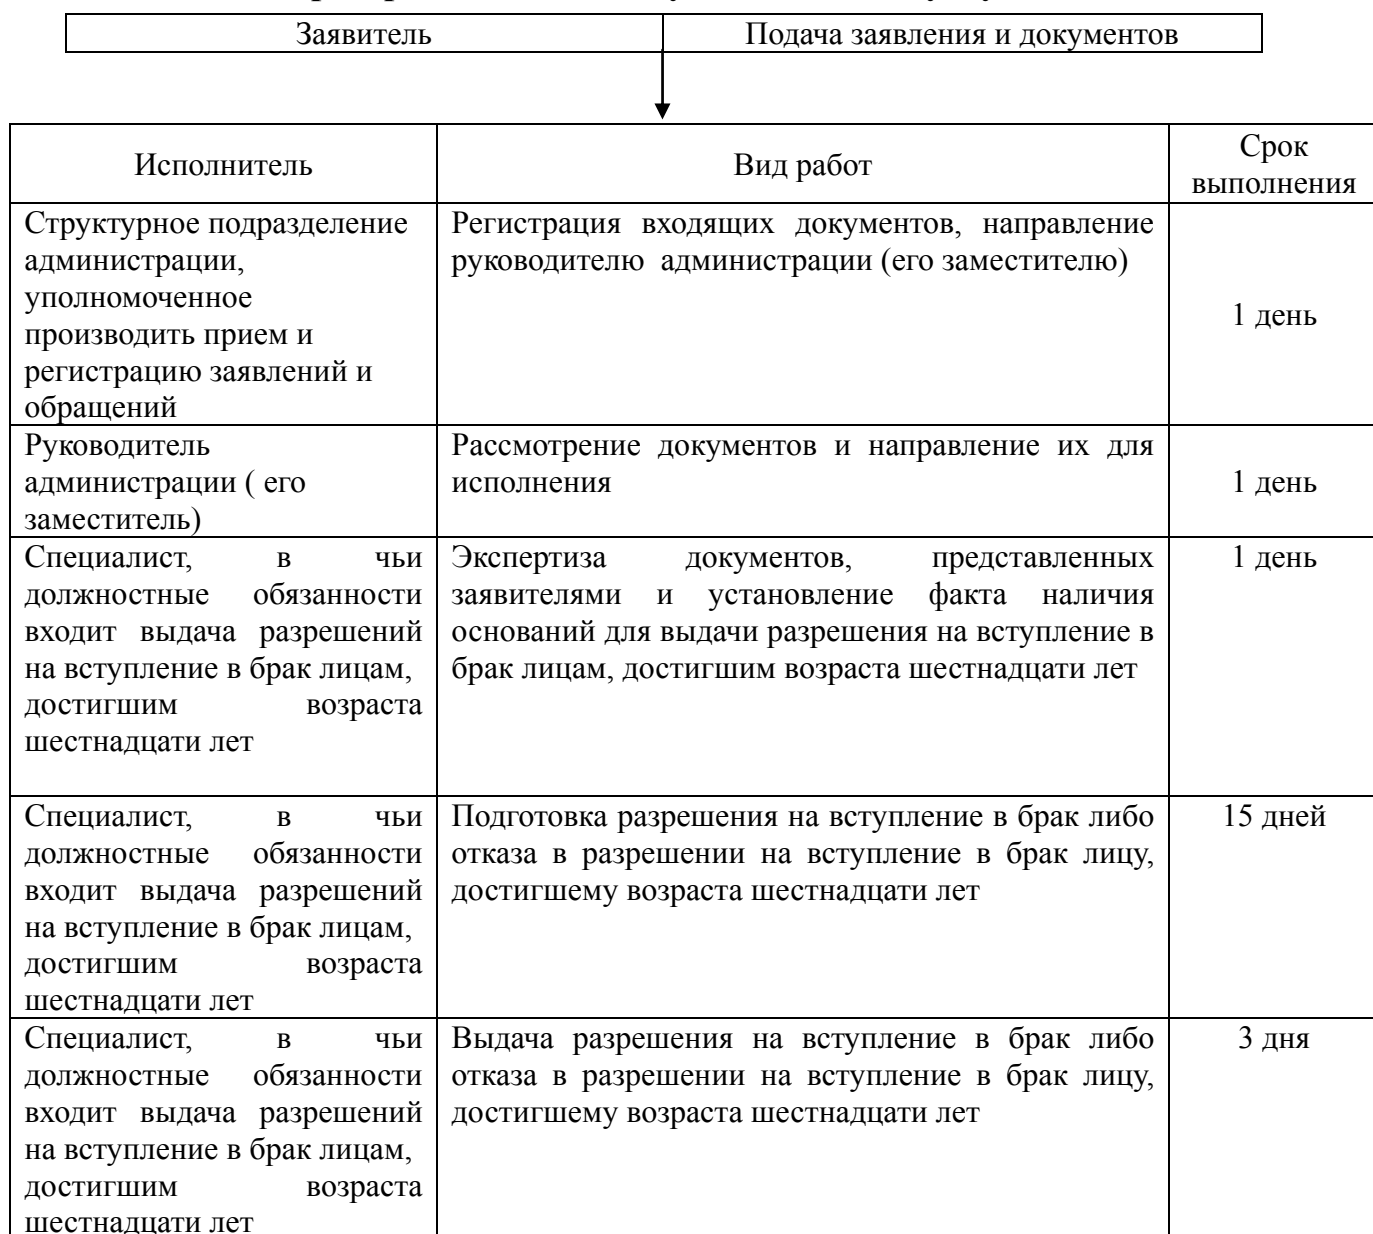 Заявитель
Подача заявления и документов
Исполнитель
Вид работ
Срок
выполнения
Структурное подразделение
администрации,
уполномоченное
производить прием и
регистрацию заявлений и
обращений
Регистрация входящих документов, направление
руководителю администрации (его заместителю)
1 день
Руководитель
администрации ( его
заместитель)
Рассмотрение документов и направление их для
исполнения
1 день
Специалист, в чьи
должностные обязанности
входит выдача разрешений
на вступление в брак лицам,
достигшим возраста
шестнадцати лет
Экспертиза документов, представленных
заявителями и установление факта наличия
оснований для выдачи разрешения на вступление в
брак лицам, достигшим возраста шестнадцати лет
1 день
Специалист, в чьи
должностные обязанности
входит выдача разрешений
на вступление в брак лицам,
достигшим возраста
шестнадцати лет
Подготовка разрешения на вступление в брак либо
отказа в разрешении на вступление в брак лицу,
достигшему возраста шестнадцати лет
15 дней
Специалист, в чьи
должностные обязанности
входит выдача разрешений
на вступление в брак лицам,
достигшим возраста
шестнадцати лет
Выдача разрешения на вступление в брак либо
отказа в разрешении на вступление в брак лицу,
достигшему возраста шестнадцати лет
3 дня